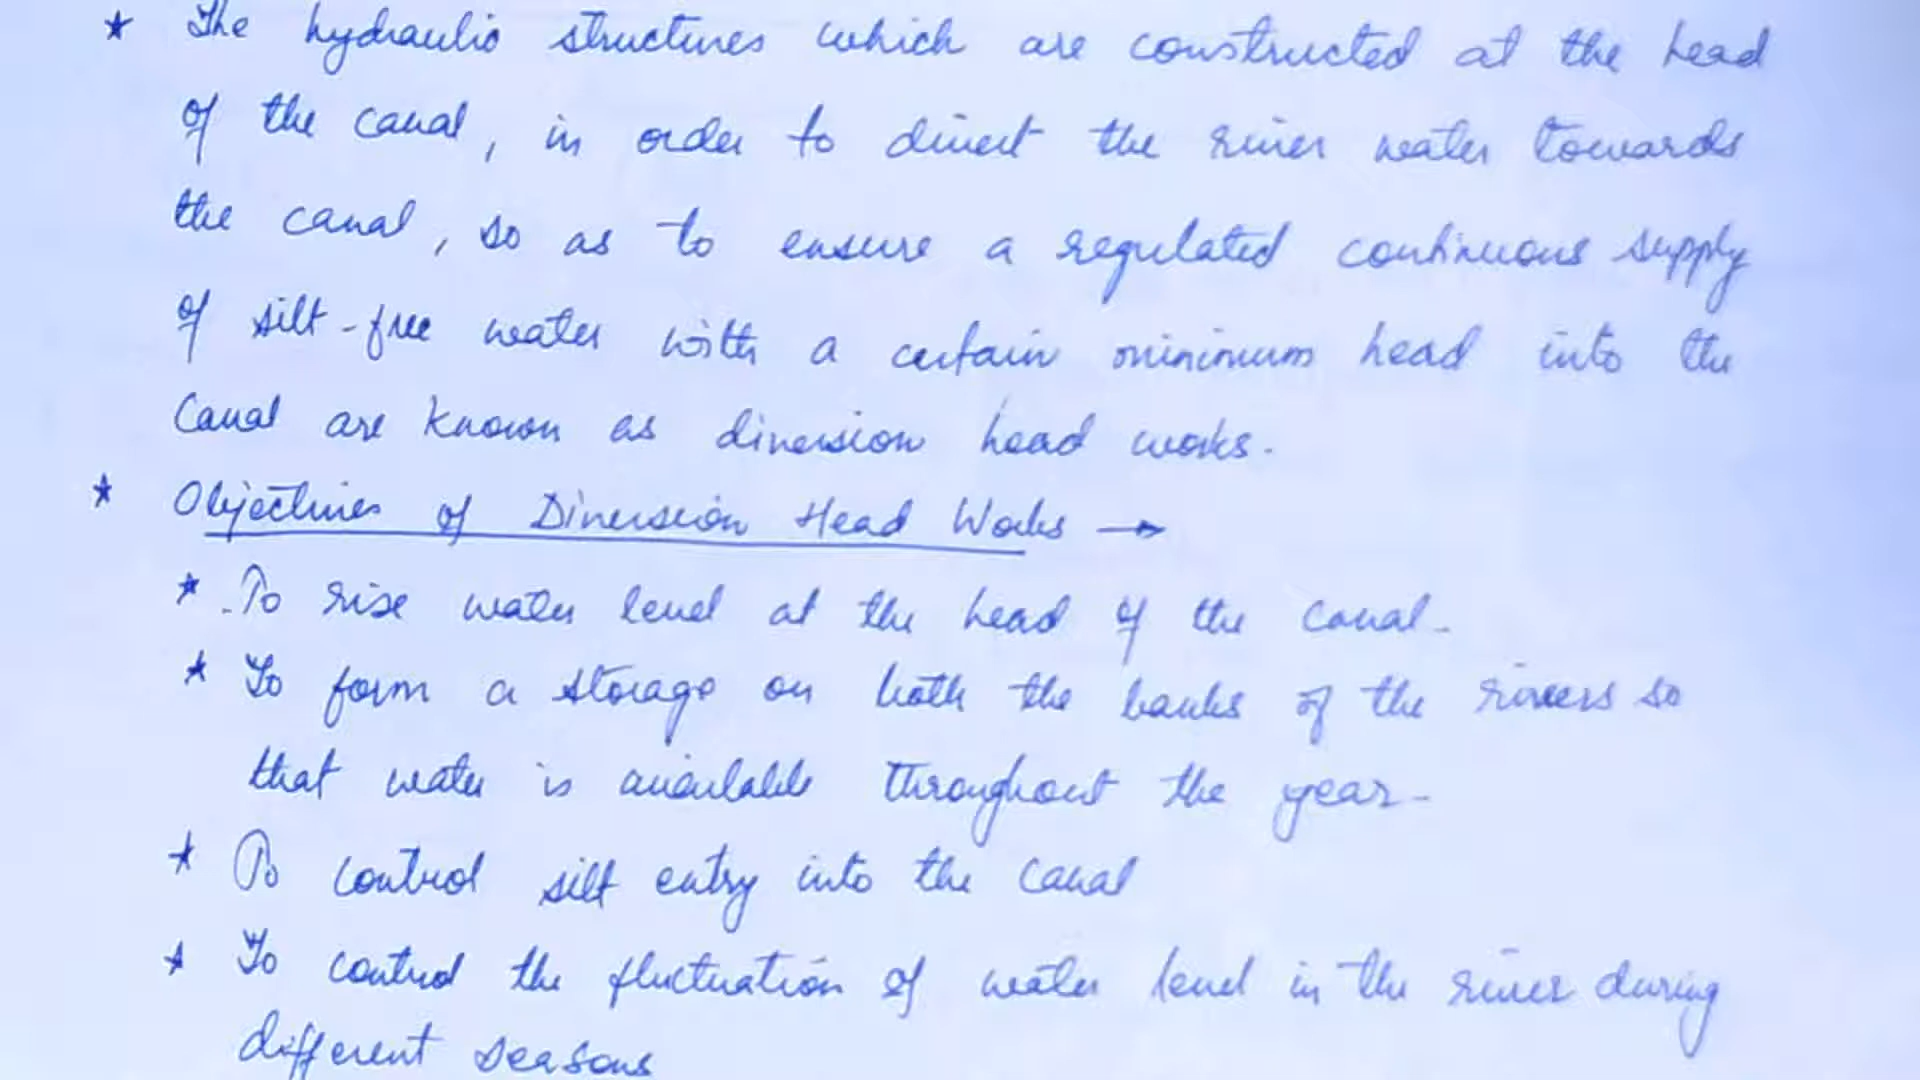 * The hydraulic structures which are constructed at the head
of the canal, in order to divert the river water towards
the canal, so as to ensure a regulated continuous supply
of silt-free water with a certain minimum head into the
Canal are known as diversion head works.
* Objectives of Diversion Head Works →
* To rise water level at the head of the canal.
* To form a storage on both the banks of the rivers so
that water is available throughout the year.
* To control silt entry into the canal
* To control the fluctuation of water level in the river during
different seasons